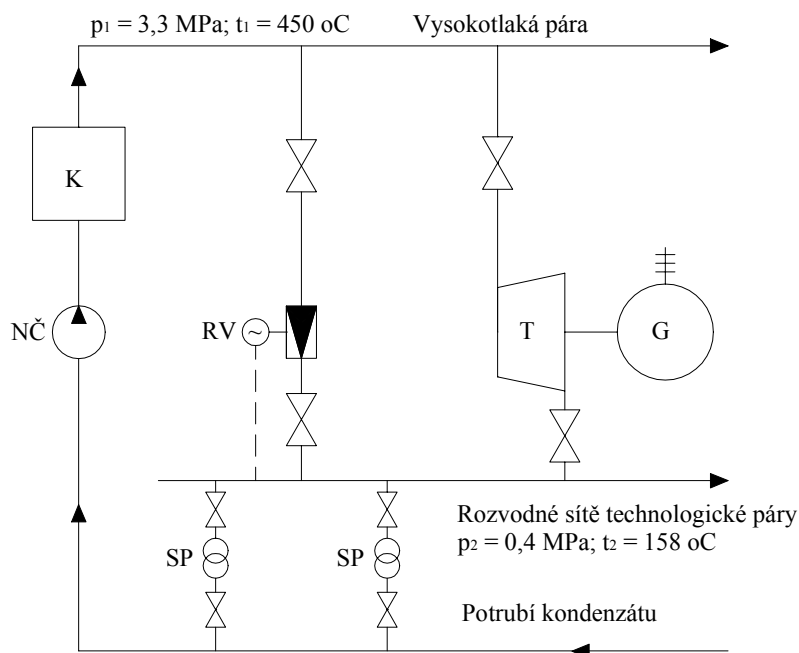 p₁ = 3,3 MPa; t₁ = 450 oC
Vysokotlaká pára
K
NČ
RV
~
T
G
Rozvodné sítě technologické páry
p₂ = 0,4 MPa; t₂ = 158 oC
SP
SP
Potrubí kondenzátu